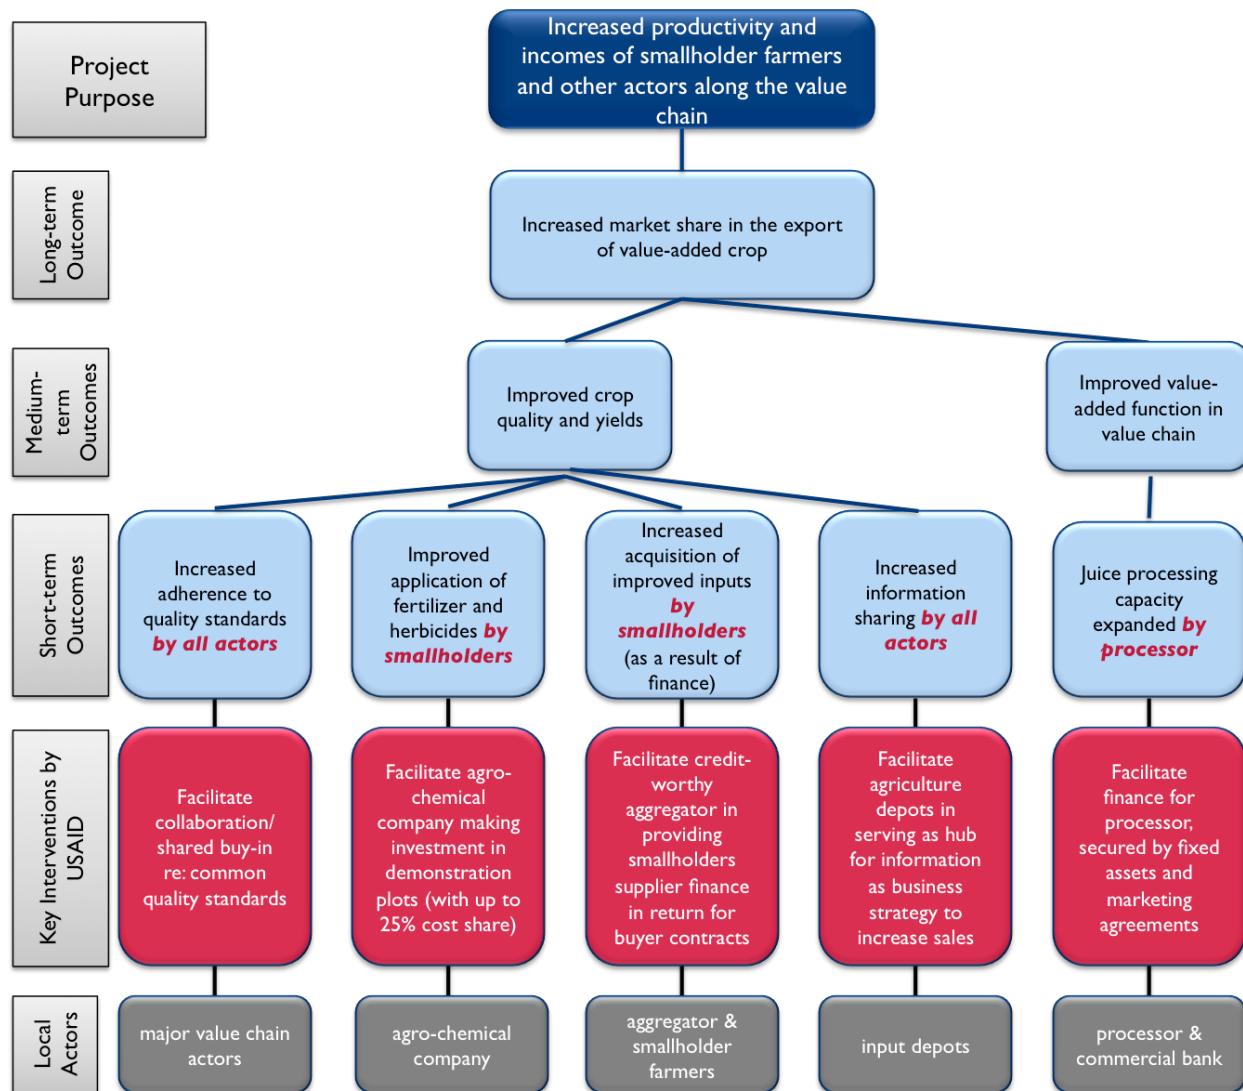 Project
Purpose
Increased productivity and
incomes of smallholder farmers
and other actors along the value
chain
Long-term
Outcome
Increased market share in the export
of value-added crop
Medium-
term
Outcomes
Improved crop
quality and yields
Improved value-
added function in
value chain
Short-term
Outcomes
Increased
adherence to
quality standards
by all actors
Improved
application of
fertilizer and
herbicides by
smallholders
Increased
acquisition of
improved inputs
by
smallholders
(as a result of
finance)
Increased
information
sharing by all
actors
Juice processing
capacity
expanded by
processor
Key Interventions by
USAID
Facilitate
collaboration/
shared buy-in
re: common
quality standards
Facilitate agro-
chemical
company making
investment in
demonstration
plots (with up to
25% cost share)
Facilitate credit-
worthy
aggregator in
providing
smallholders
supplier finance
in return for
buyer contracts
Facilitate
agriculture
depots in
serving as hub
for information
as business
strategy to
increase sales
Facilitate
finance for
processor,
secured by fixed
assets and
marketing
agreements
Local
Actors
major value chain
actors
agro-chemical
company
aggregator &
smallholder
farmers
input depots
processor &
commercial bank